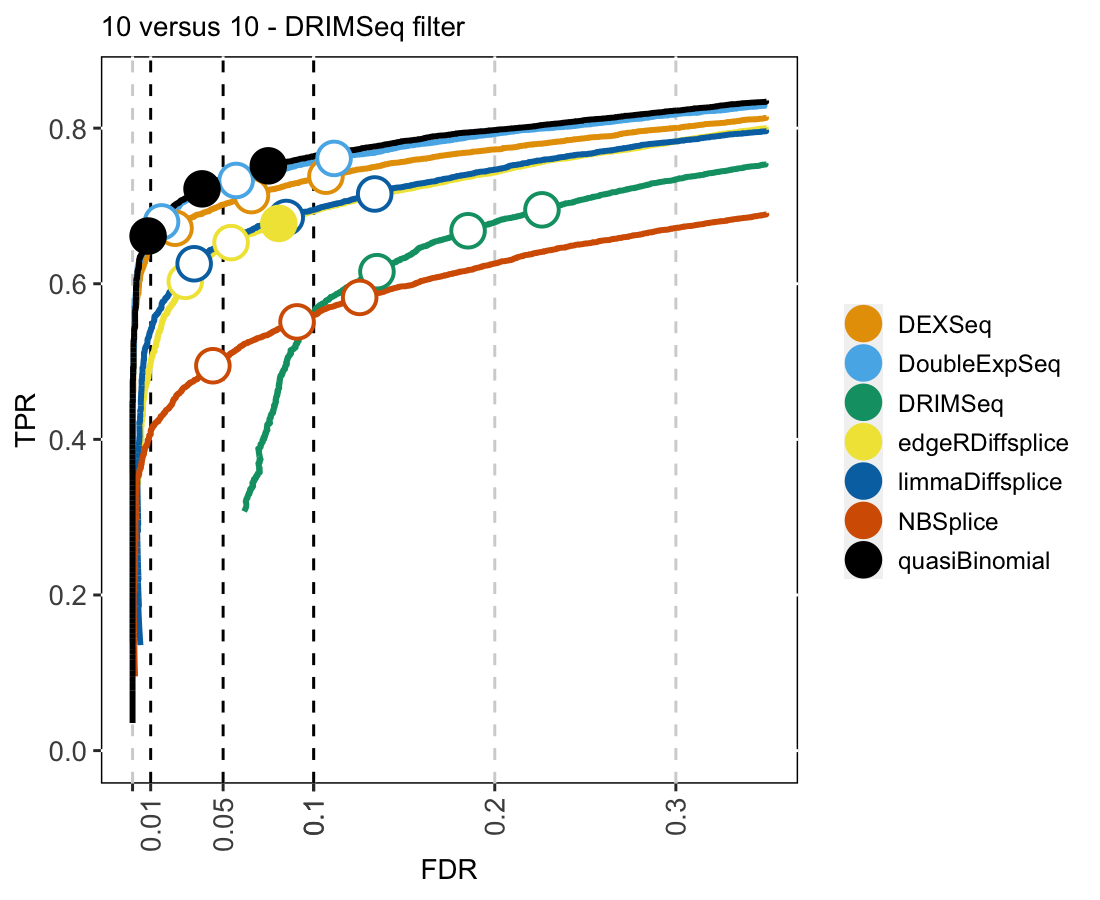 10 versus 10 - DRIMSeq filter
TPR
0.8
0.6
0.4
0.2
0.0
0.01
0.05
0.1
0.2
0.3
FDR
DEXSeq
DoubleExpSeq
DRIMSeq
edgeRDiffsplice
limmaDiffsplice
NBSplice
quasiBinomial